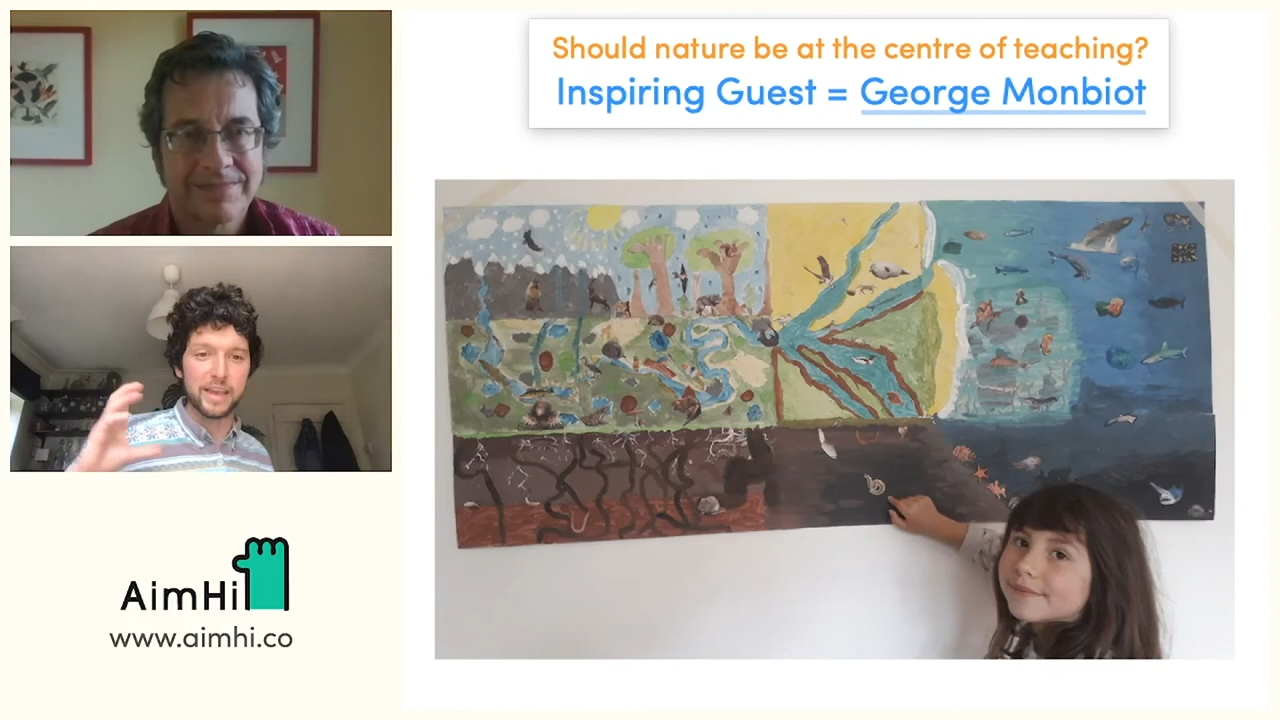 Should nature be at the centre of teaching?
Inspiring Guest = George Monbiot
AimHi
www.aimhi.co